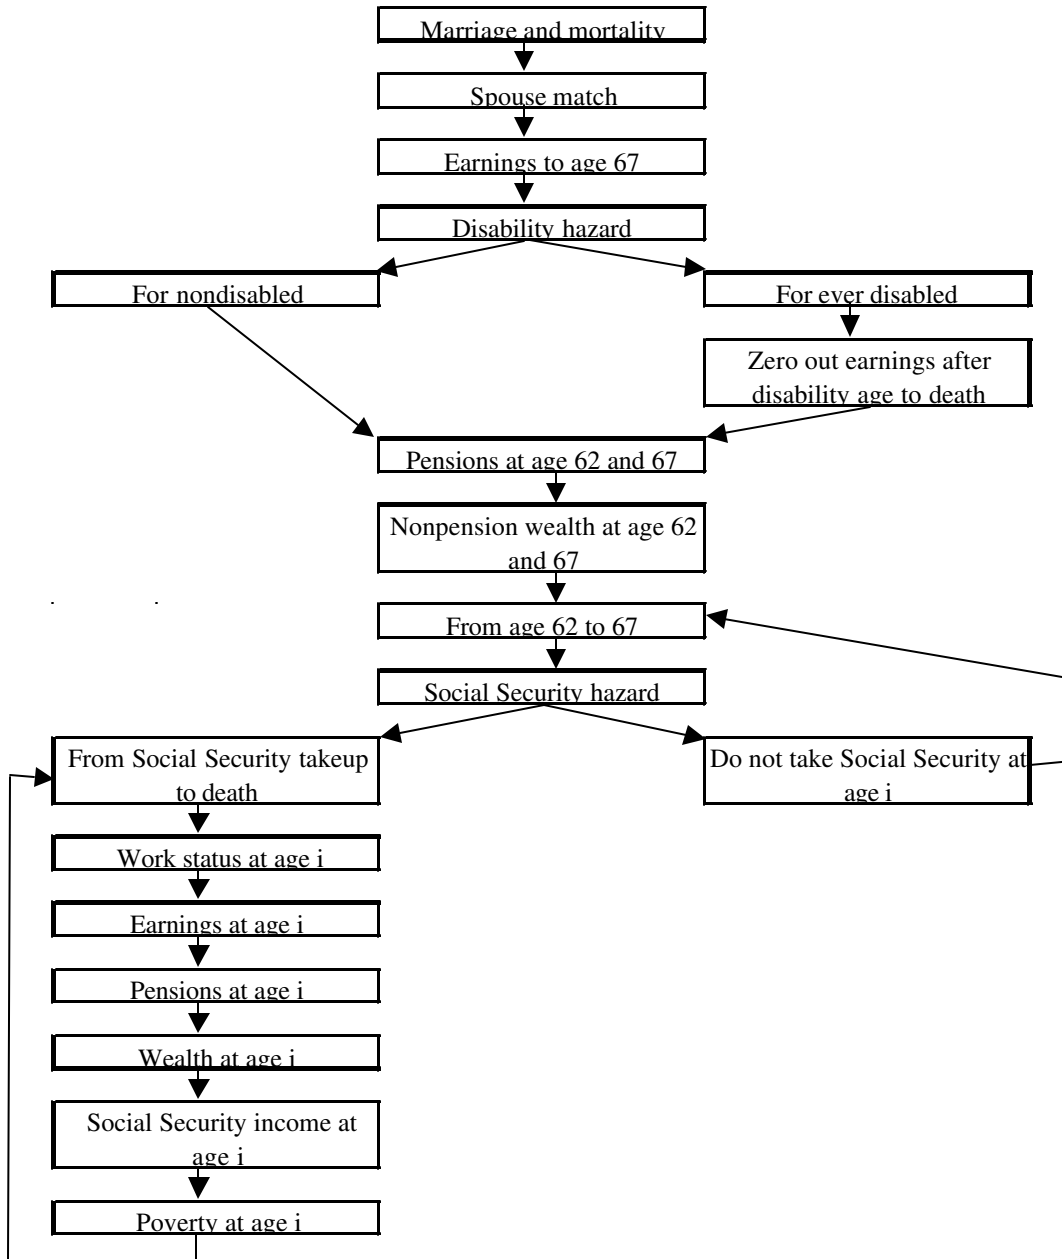 Marriage and mortality
Spouse match
Earnings to age 67
Disability hazard
For nondisabled
For ever disabled
Zero out earnings after
disability age to death
Pensions at age 62 and 67
Nonpension wealth at age 62
and 67
From age 62 to 67
Social Security hazard
From Social Security takeup
to death
Do not take Social Security at
age i
Work status at age i
Earnings at age i
Pensions at age i
Wealth at age i
Social Security income at
age i
Poverty at age i